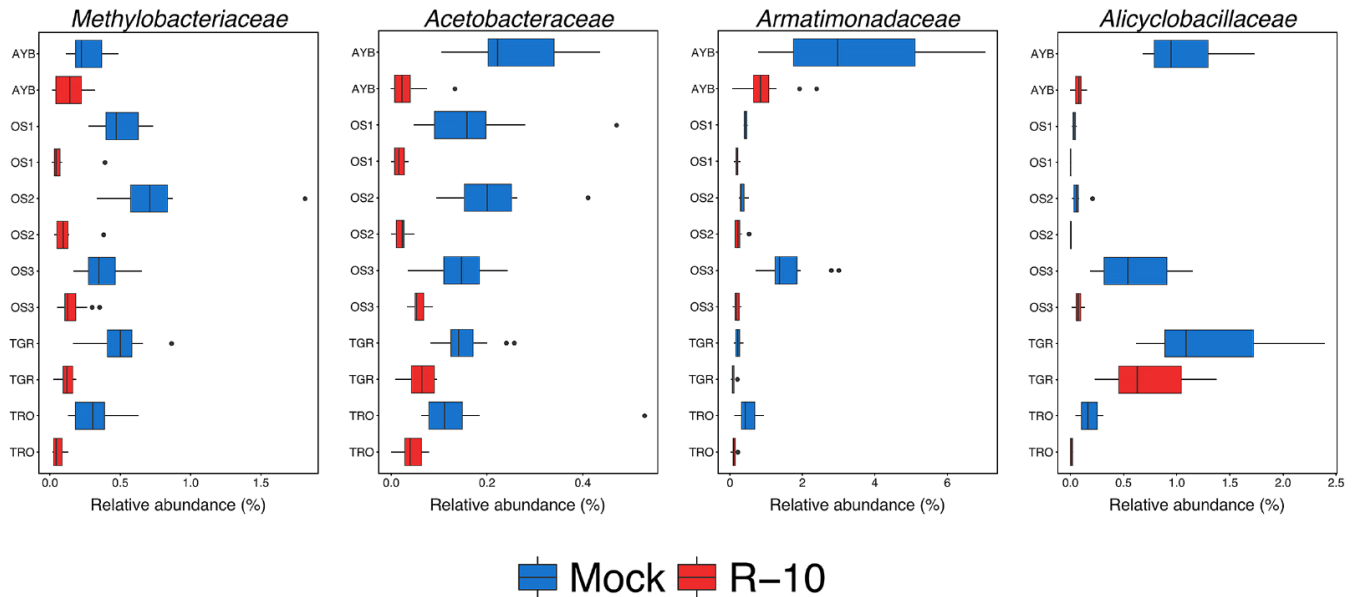 Methylobacteriaceae
AYB
AYB
OS1
OS1
OS2
OS2
OS3
OS3
TGR
TGR
TRO
TRO
0.0 0.5 1.0 1.5
Relative abundance (%)
Acetobacteraceae
AYB
AYB
OS1
OS1
OS2
OS2
OS3
OS3
TGR
TGR
TRO
TRO
0.0 0.2 0.4
Relative abundance (%)
Armatimonadaceae
AYB
AYB
OS1
OS1
OS2
OS2
OS3
OS3
TGR
TGR
TRO
TRO
0 2 4 6
Relative abundance (%)
Alicyclobacillaceae
AYB
AYB
OS1
OS1
OS2
OS2
OS3
OS3
TGR
TGR
TRO
TRO
0.0 0.5 1.0 1.5 2.0 2.5
Relative abundance (%)
Mock R−10